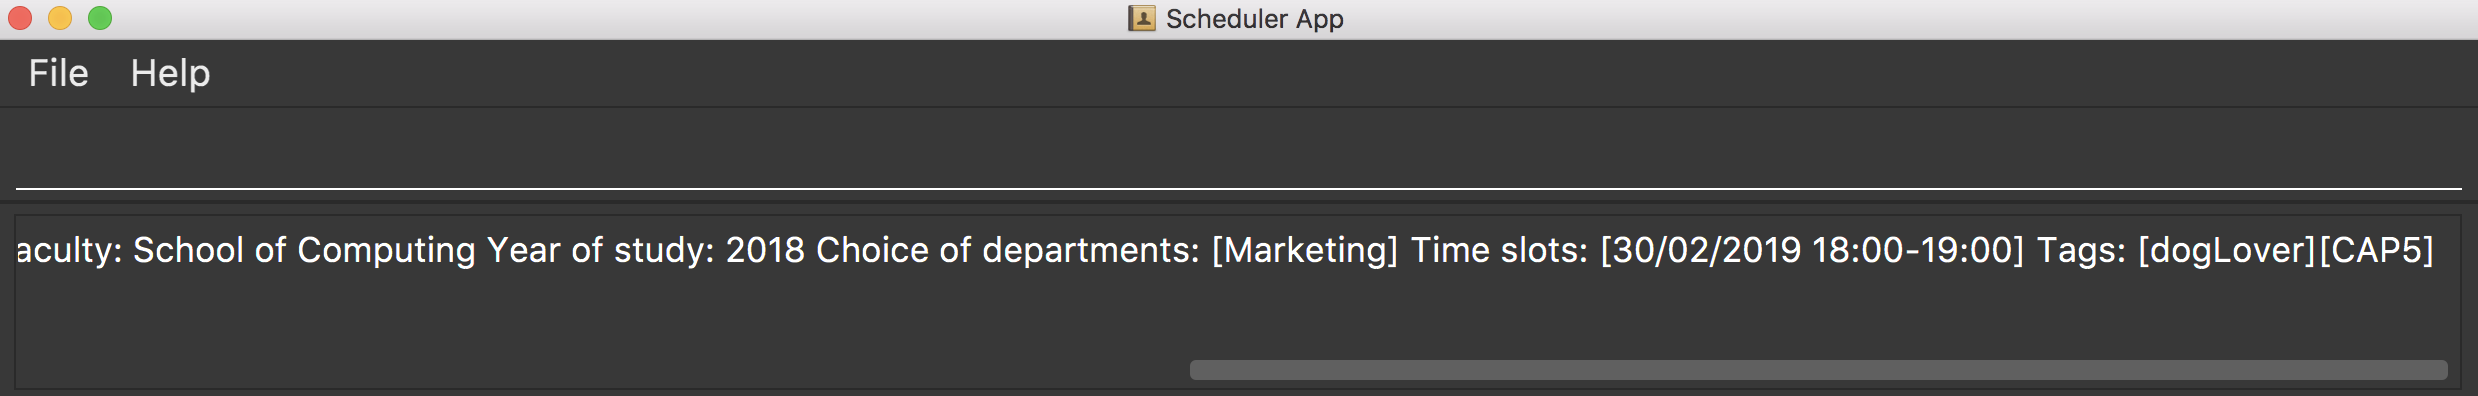 Scheduler App
File Help
aculty: School of Computing Year of study: 2018 Choice of departments: [Marketing] Time slots: [30/02/2019 18:00-19:00] Tags: [dogLover][CAP5]